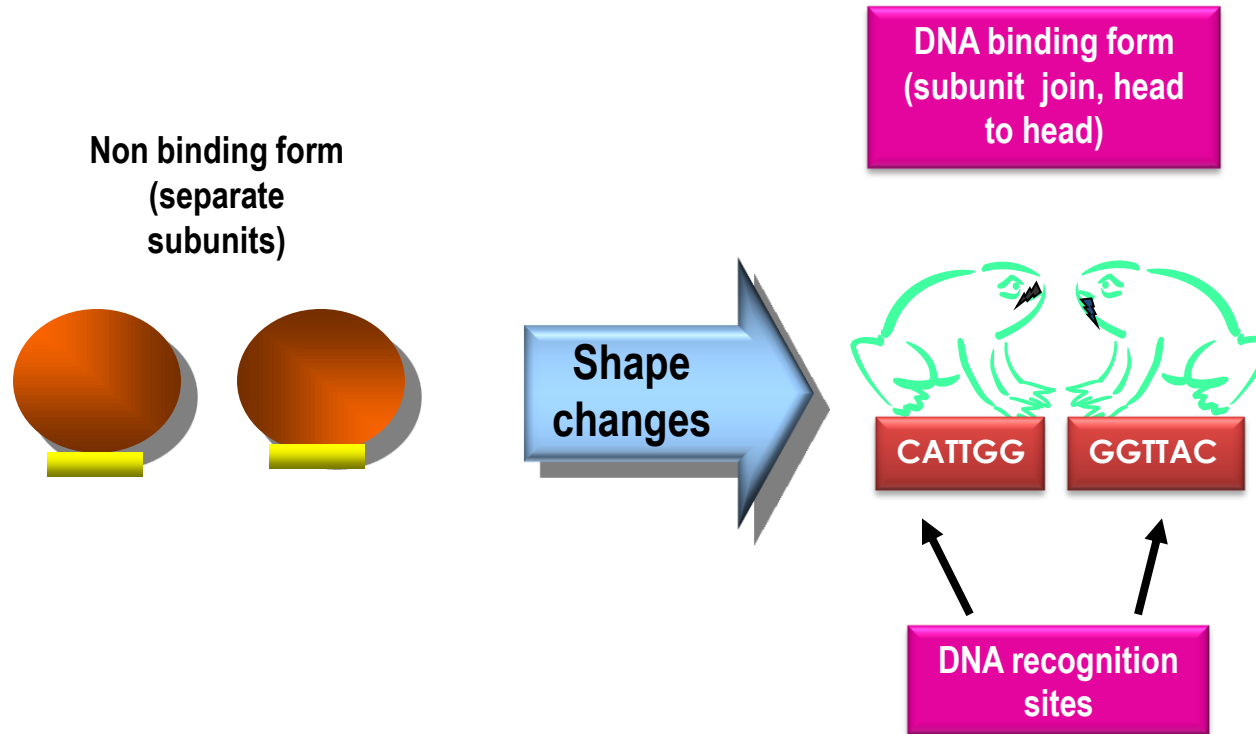 Non binding form
(separate
subunits)
Shape
changes
DNA binding form
(subunit join, head
to head)
CATTGG
GGTTAC
DNA recognition
sites